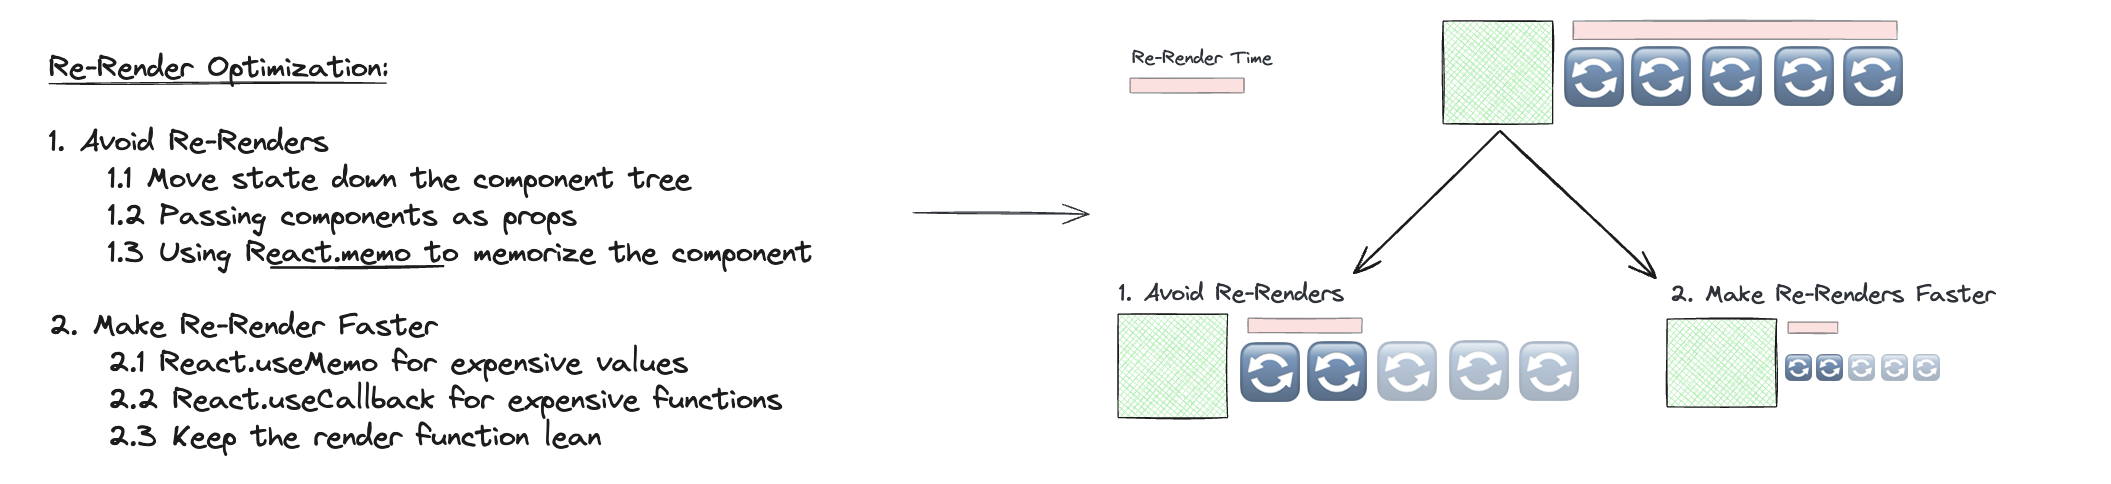 Re-Render Optimization:
1. Avoid Re-Renders
1.1 Move state down the component tree
1.2 Passing components as props
1.3 Using React.memo to memorize the component
2. Make Re-Render Faster
2.1 React.useMemo for expensive values
2.2 React.useCallback for expensive functions
2.3 Keep the render function lean
Re-Render Time
1. Avoid Re-Renders
2. Make Re-Renders Faster